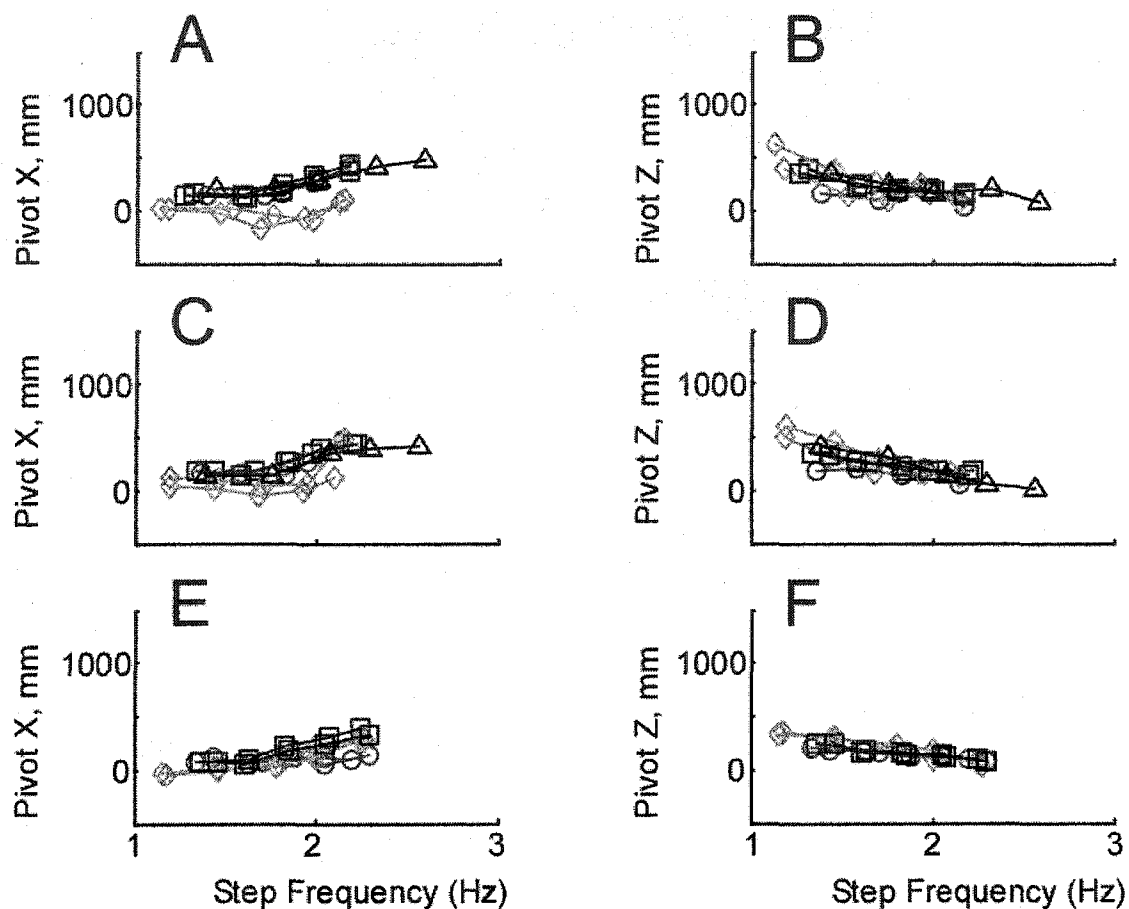 A
B
Pivot X, mm
1000
0
Pivot Z, mm
1000
0
C
D
Pivot X, mm
1000
0
Pivot Z, mm
1000
0
E
F
Pivot X, mm
1000
0
Pivot Z, mm
1000
0
1 2 3
1 2 3
Step Frequency (Hz)
Step Frequency (Hz)